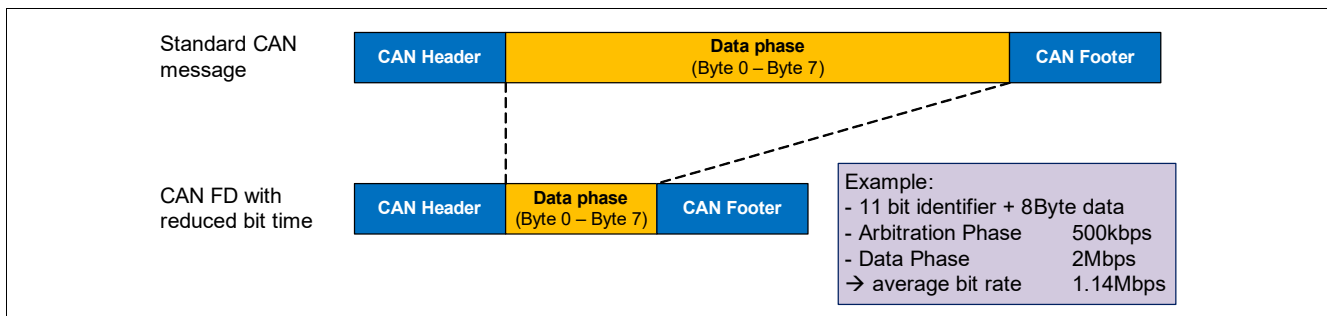 Standard CAN
message
CAN Header
Data phase
(Byte 0 – Byte 7)
CAN Footer
CAN FD with
reduced bit time
CAN Header
Data phase
(Byte 0 – Byte 7)
CAN Footer
Example:
- 11 bit identifier + 8Byte data
- Arbitration Phase 500kbps
- Data Phase 2Mbps
→ average bit rate 1.14Mbps